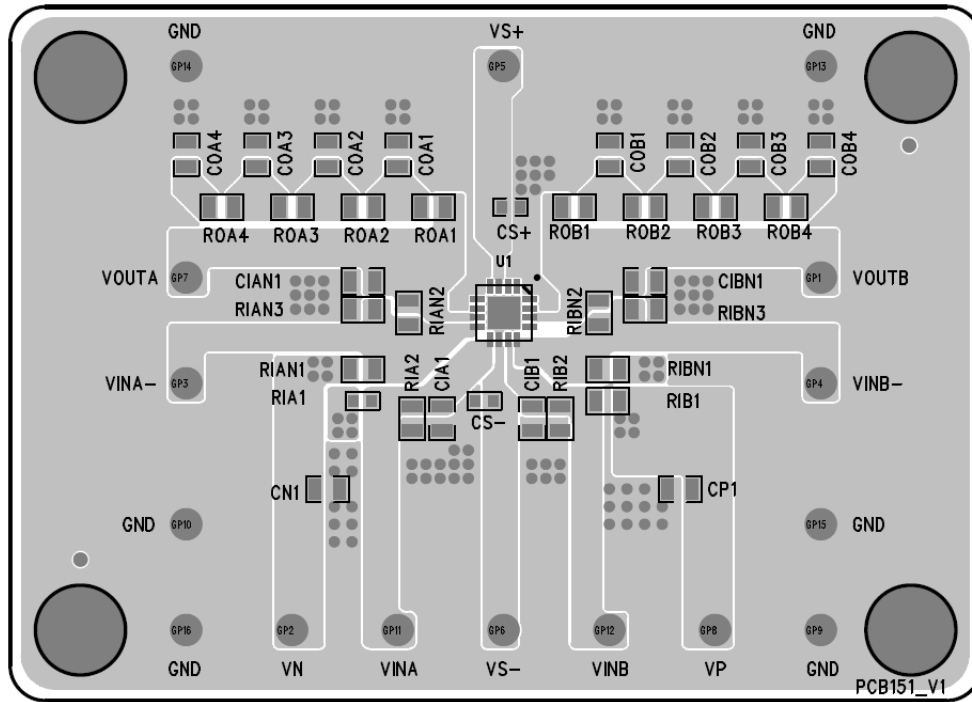 GND VS+ GND
GP14 GP5 GP13
COA4 COA3 COA2 COA1 COB1 COB2 COB3 COB4
CS+
ROA4 ROA3 ROA2 ROA1 ROB1 ROB2 ROB3 ROB4
U1
VOUTA GP7 CIAN1 CIBN1 GP1 VOUTB
RIAN3 RIAN2 RIBN2 RIBN3
VINA- GP3 RIAN1 RIA2 CIA1 CIB1 RIB2 RIBN1 GP4 VINB-
RIA1 RIB1
CS-
CN1 CP1
GND GP10 GP15 GND
GP16 GP2 GP11 GP6 GP12 GP8 GP9
GND VN VINA VS- VINB VP GND
PCB151_V1